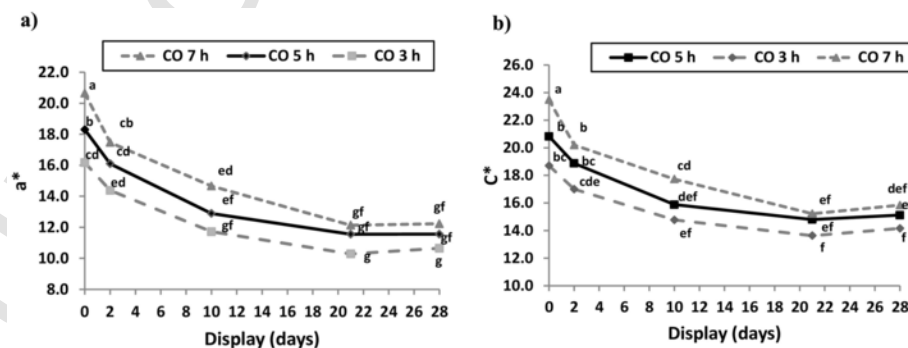 a)
CO 7 h CO 5 h CO 3 h
22.0
20.0
18.0
16.0
14.0
12.0
10.0
8.0
a*
a
b
cb
cd
cd
ed
ed
ef
gf
gf
gf
g
gf
gf
g
0 2 4 6 8 10 12 14 16 18 20 22 24 26 28
Display (days)
b)
CO 5 h CO 3 h CO 7 h
26.0
24.0
22.0
20.0
18.0
16.0
14.0
12.0
10.0
C*
a
b
b
bc
bc
cde
cd
def
ef
ef
ef
f
def
e
f
0 2 4 6 8 10 12 14 16 18 20 22 24 26 28
Display (days)